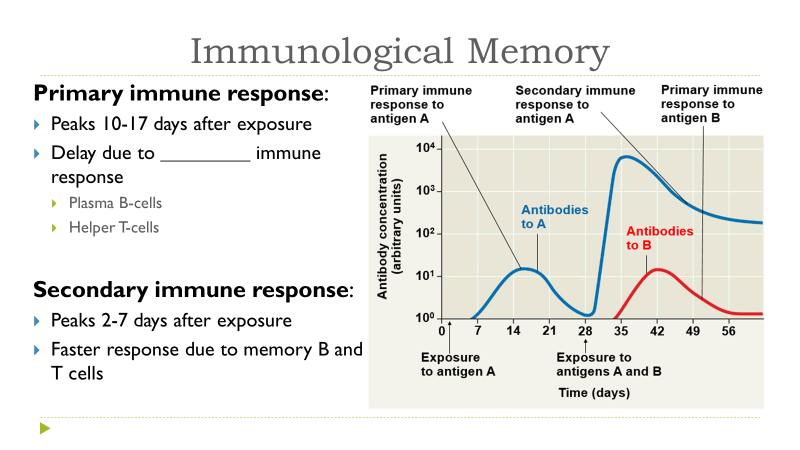 Immunological Memory
Primary immune response:
Peaks 10-17 days after exposure
Delay due to _________ immune
response
Plasma B-cells
Helper T-cells
Secondary immune response:
Peaks 2-7 days after exposure
Faster response due to memory B and
T cells
Primary immune
response to
antigen A
Secondary immune
response to
antigen A
Primary immune
response to
antigen B
Antibody concentration
(arbitrary units)
10⁴
10³
10²
10¹
10⁰
Antibodies
to A
Antibodies
to B
0 7 14 21 28 35 42 49 56
Exposure
to antigen A
Exposure to
antigens A and B
Time (days)